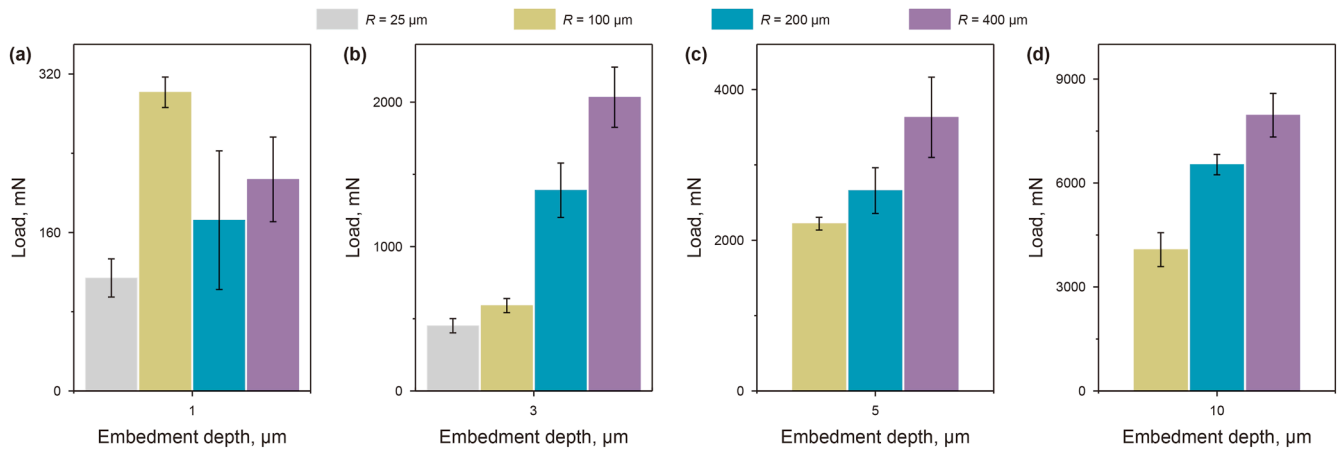 R = 25 µm R = 100 µm R = 200 µm R = 400 µm
(a)
320
160
0
Load, mN
1
Embedment depth, µm
(b)
2000
1000
0
Load, mN
3
Embedment depth, µm
(c)
4000
2000
0
Load, mN
5
Embedment depth, µm
(d)
9000
6000
3000
0
Load, mN
10
Embedment depth, µm